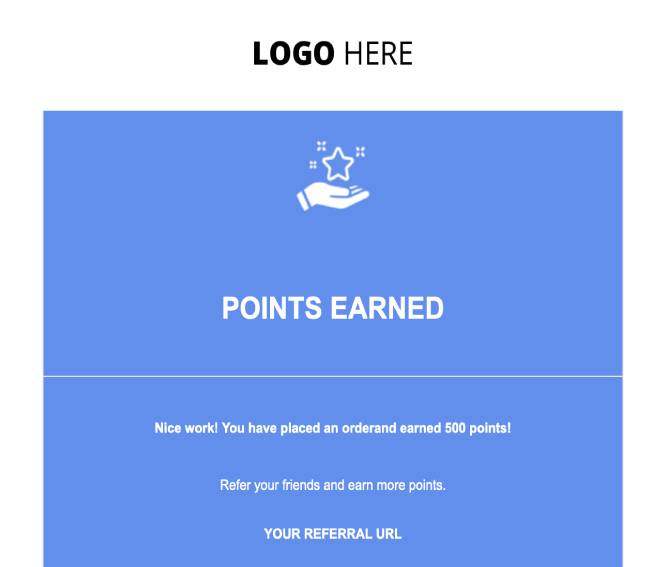 LOGO HERE
POINTS EARNED
Nice work! You have placed an orderand earned 500 points!
Refer your friends and earn more points.
YOUR REFERRAL URL